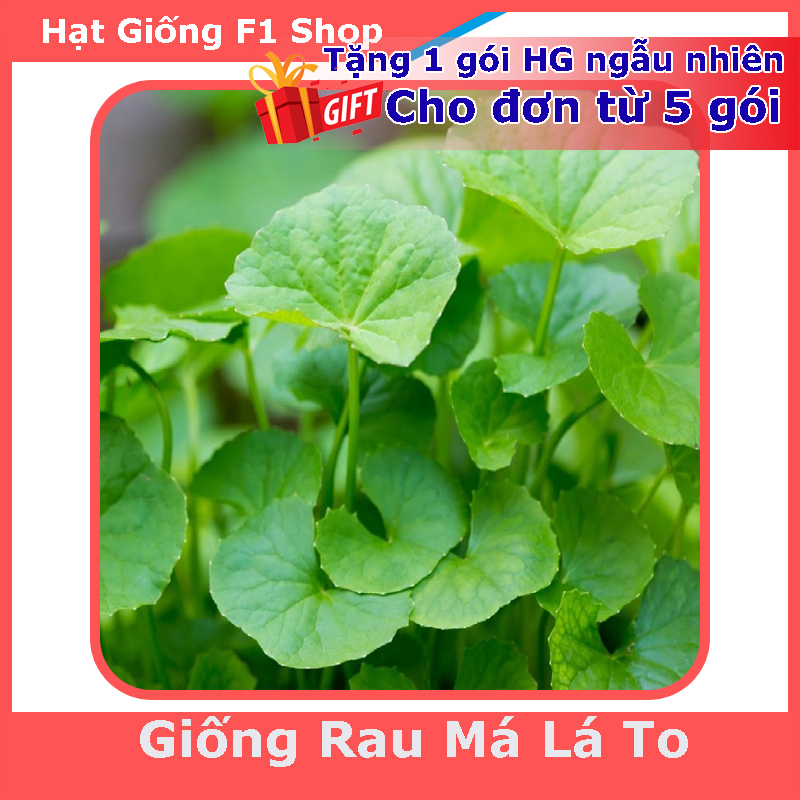 Hạt Giống F1 Shop
Tặng 1 gói HG ngẫu nhiên
GIFT
Cho đơn từ 5 gói
Giống Rau Má Lá To